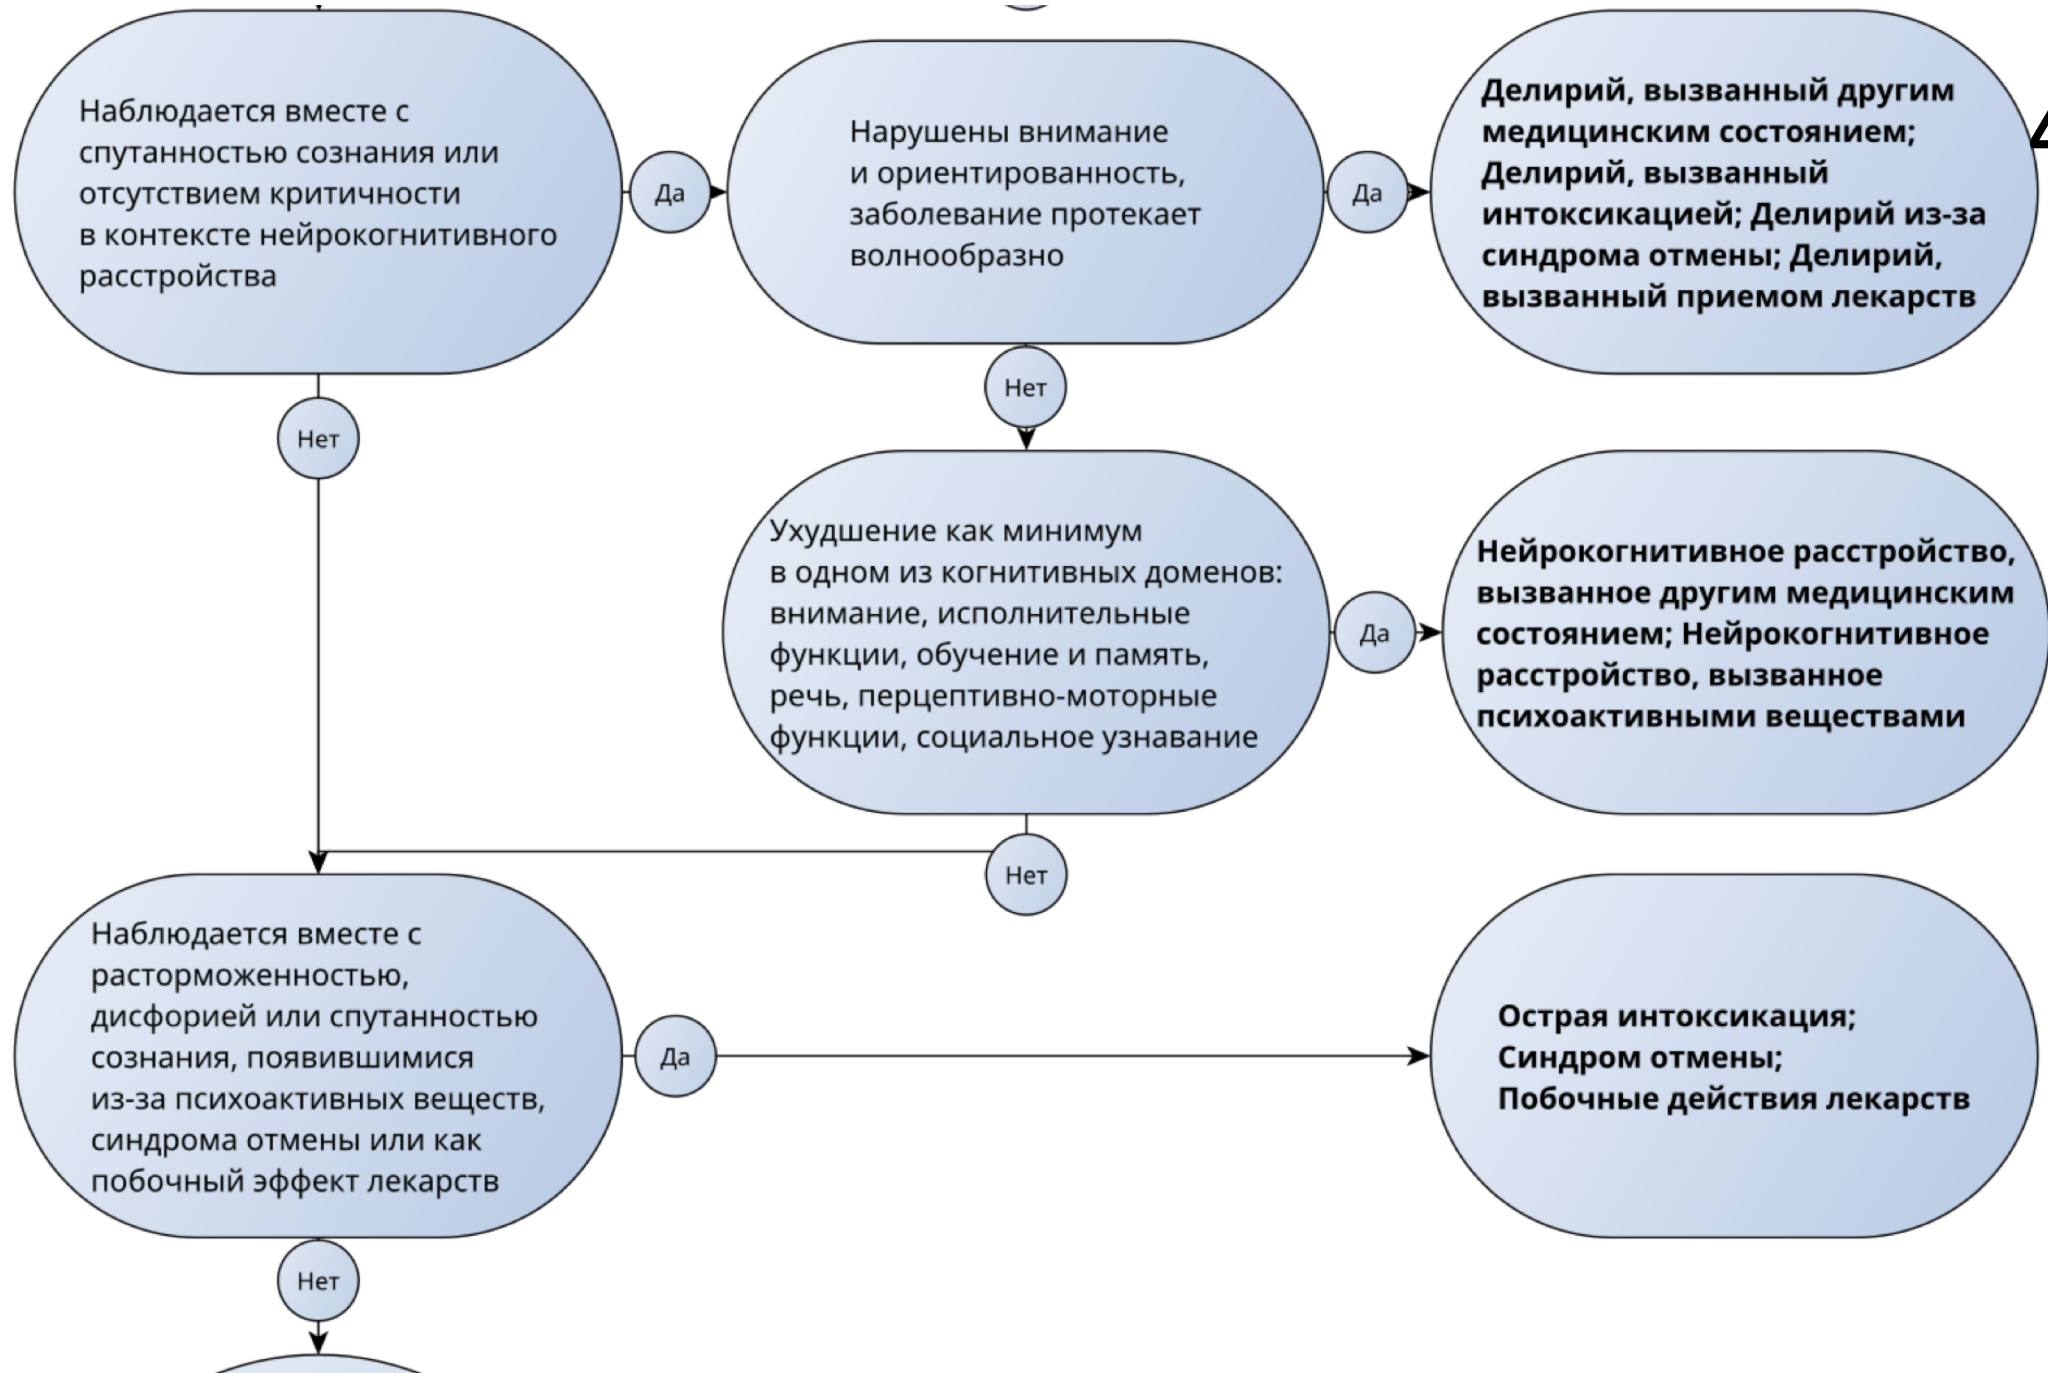 Наблюдается вместе с
спутанностью сознания или
отсутствием критичности
в контексте нейрокогнитивного
расстройства
Да
Нарушены внимание
и ориентированность,
заболевание протекает
волнообразно
Да
Делирий, вызванный другим
медицинским состоянием;
Делирий, вызванный
интоксикацией; Делирий из-за
синдрома отмены; Делирий,
вызванный приемом лекарств
Нет
Нет
Ухудшение как минимум
в одном из когнитивных доменов:
внимание, исполнительные
функции, обучение и память,
речь, перцептивно-моторные
функции, социальное узнавание
Да
Нейрокогнитивное расстройство,
вызванное другим медицинским
состоянием; Нейрокогнитивное
расстройство, вызванное
психоактивными веществами
Нет
Наблюдается вместе с
расторможенностью,
дисфорией или спутанностью
сознания, появившимися
из-за психоактивных веществ,
синдрома отмены или как
побочный эффект лекарств
Да
Острая интоксикация;
Синдром отмены;
Побочные действия лекарств
Нет